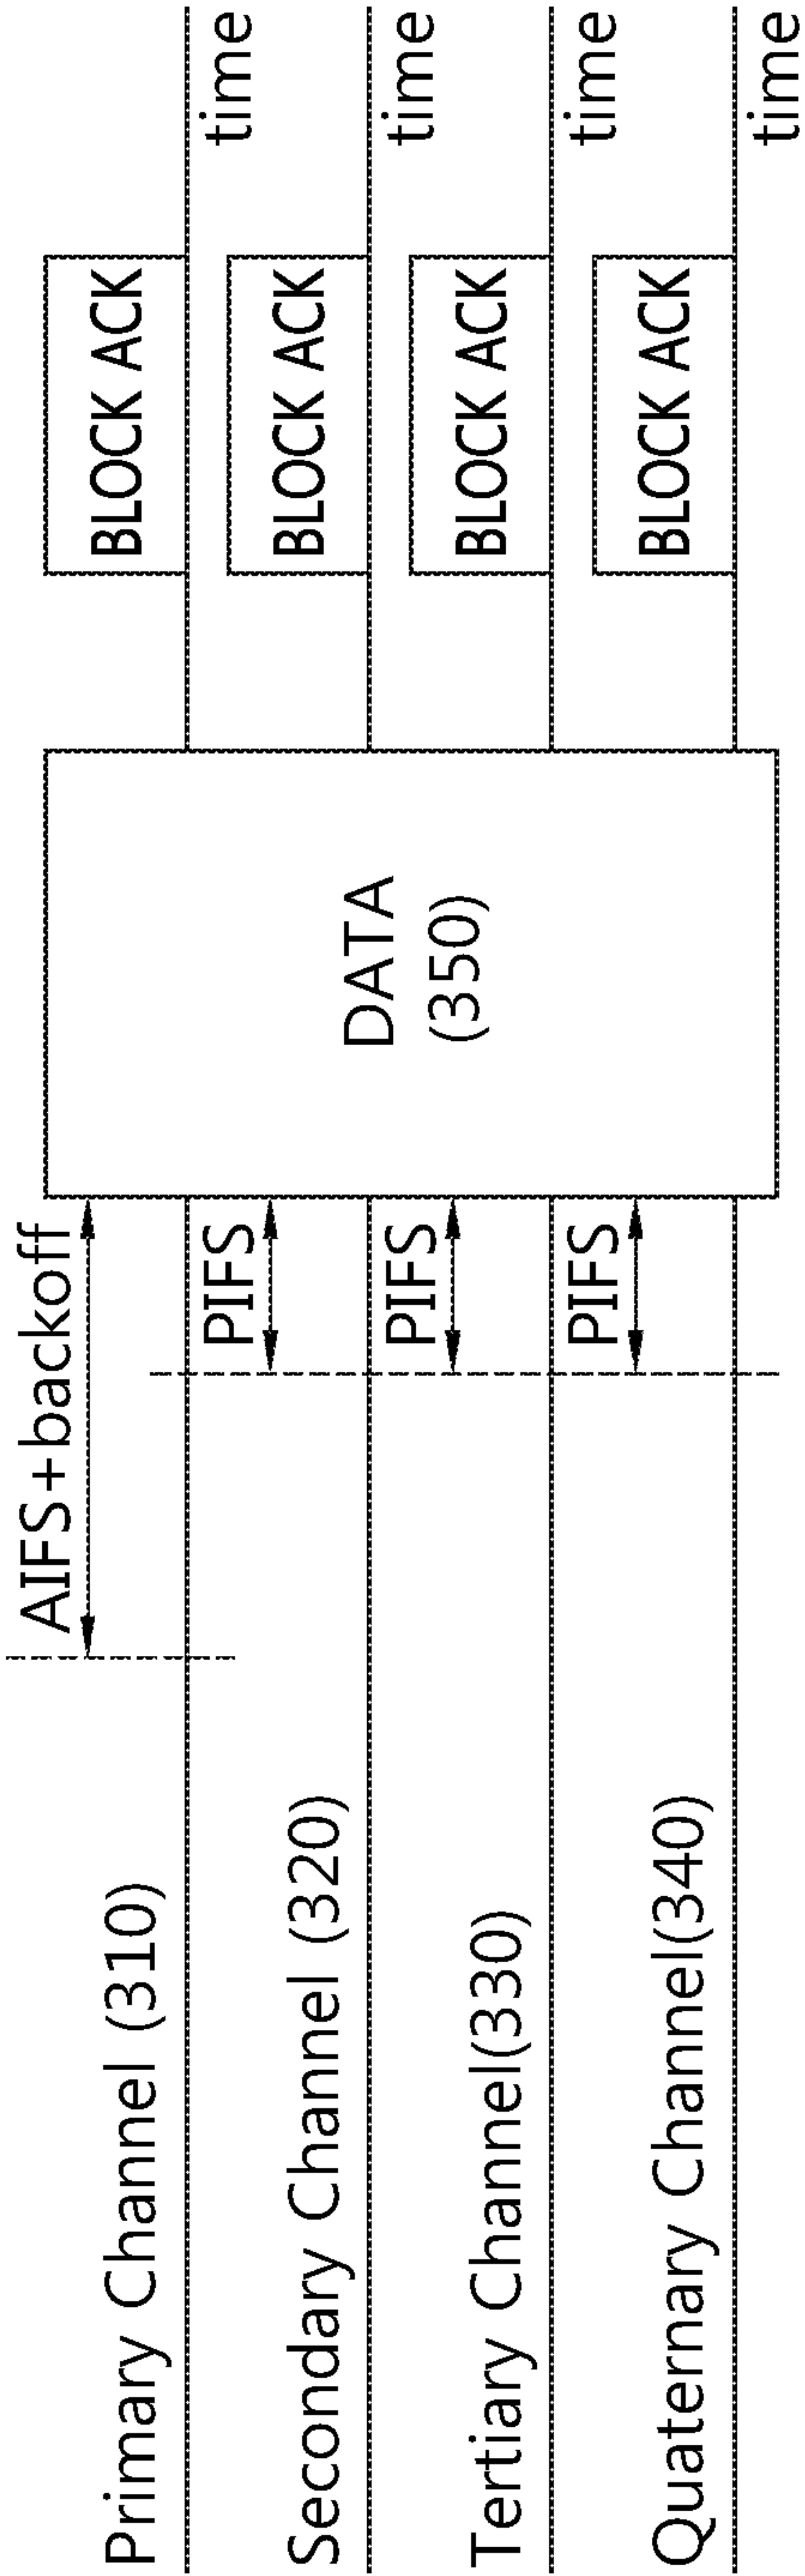 AIFS+backoff
Primary Channel (310)
BLOCK ACK
time
PIFS
Secondary Channel (320)
BLOCK ACK
time
PIFS
DATA
(350)
Tertiary Channel(330)
BLOCK ACK
time
PIFS
Quaternary Channel(340)
BLOCK ACK
time